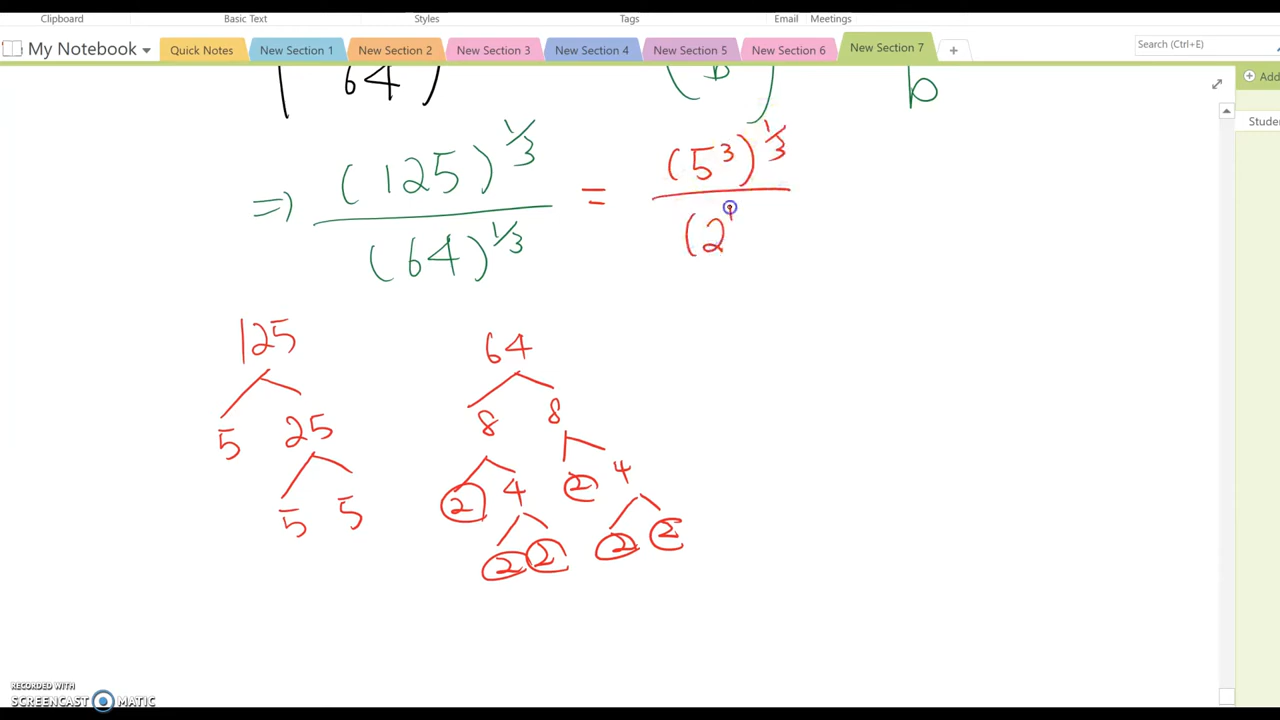 Clipboard Basic Text Styles Tags Email Meetings
My Notebook Quick Notes New Section 1 New Section 2 New Section 3 New Section 4 New Section 5 New Section 6 New Section 7 + Search (Ctrl+E)
Add
Studen
64) (b) b
⇒ (125)^1/3 / (64)^1/3 = (5^3)^1/3 / (2
125 64
5 25 8 8
5 5 2 4 2 4
2 2 2 2
RECORDED WITH
SCREENCAST MATIC